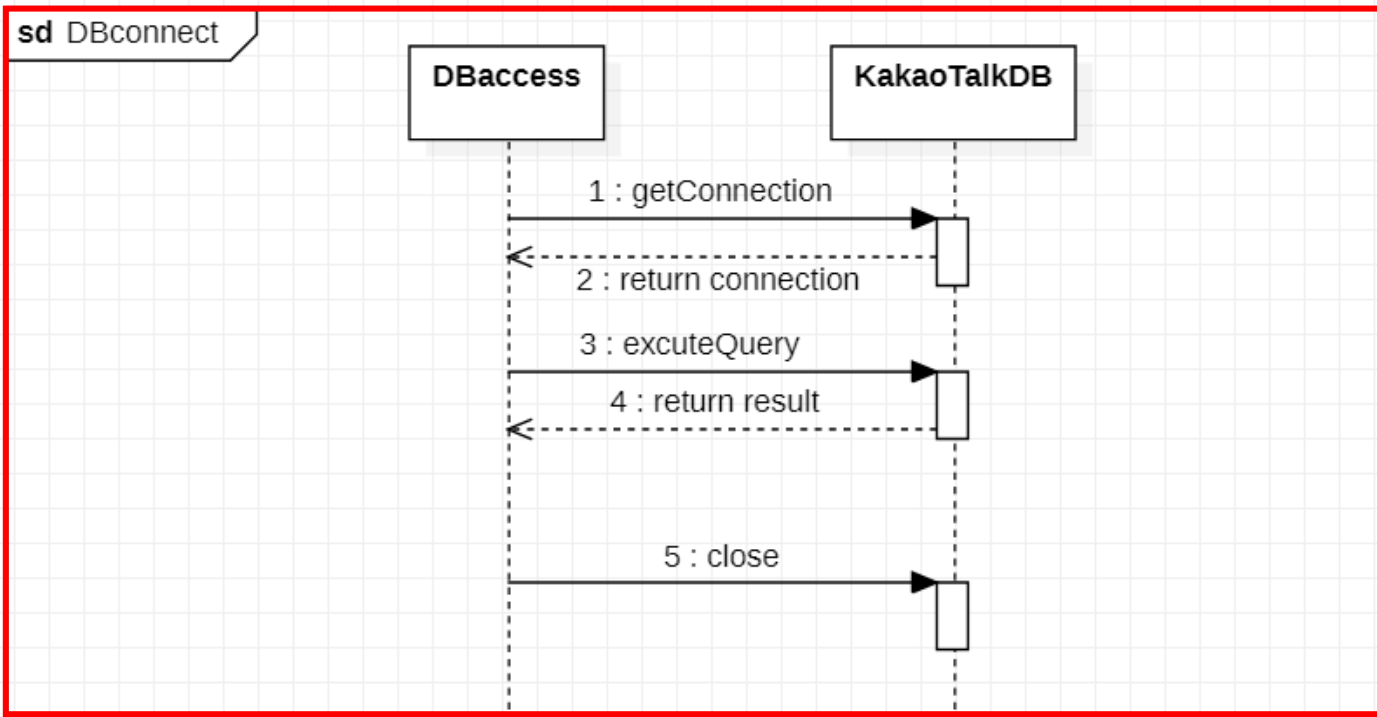 sd DBconnect
DBaccess
KakaoTalkDB
1 : getConnection
2 : return connection
3 : excuteQuery
4 : return result
5 : close